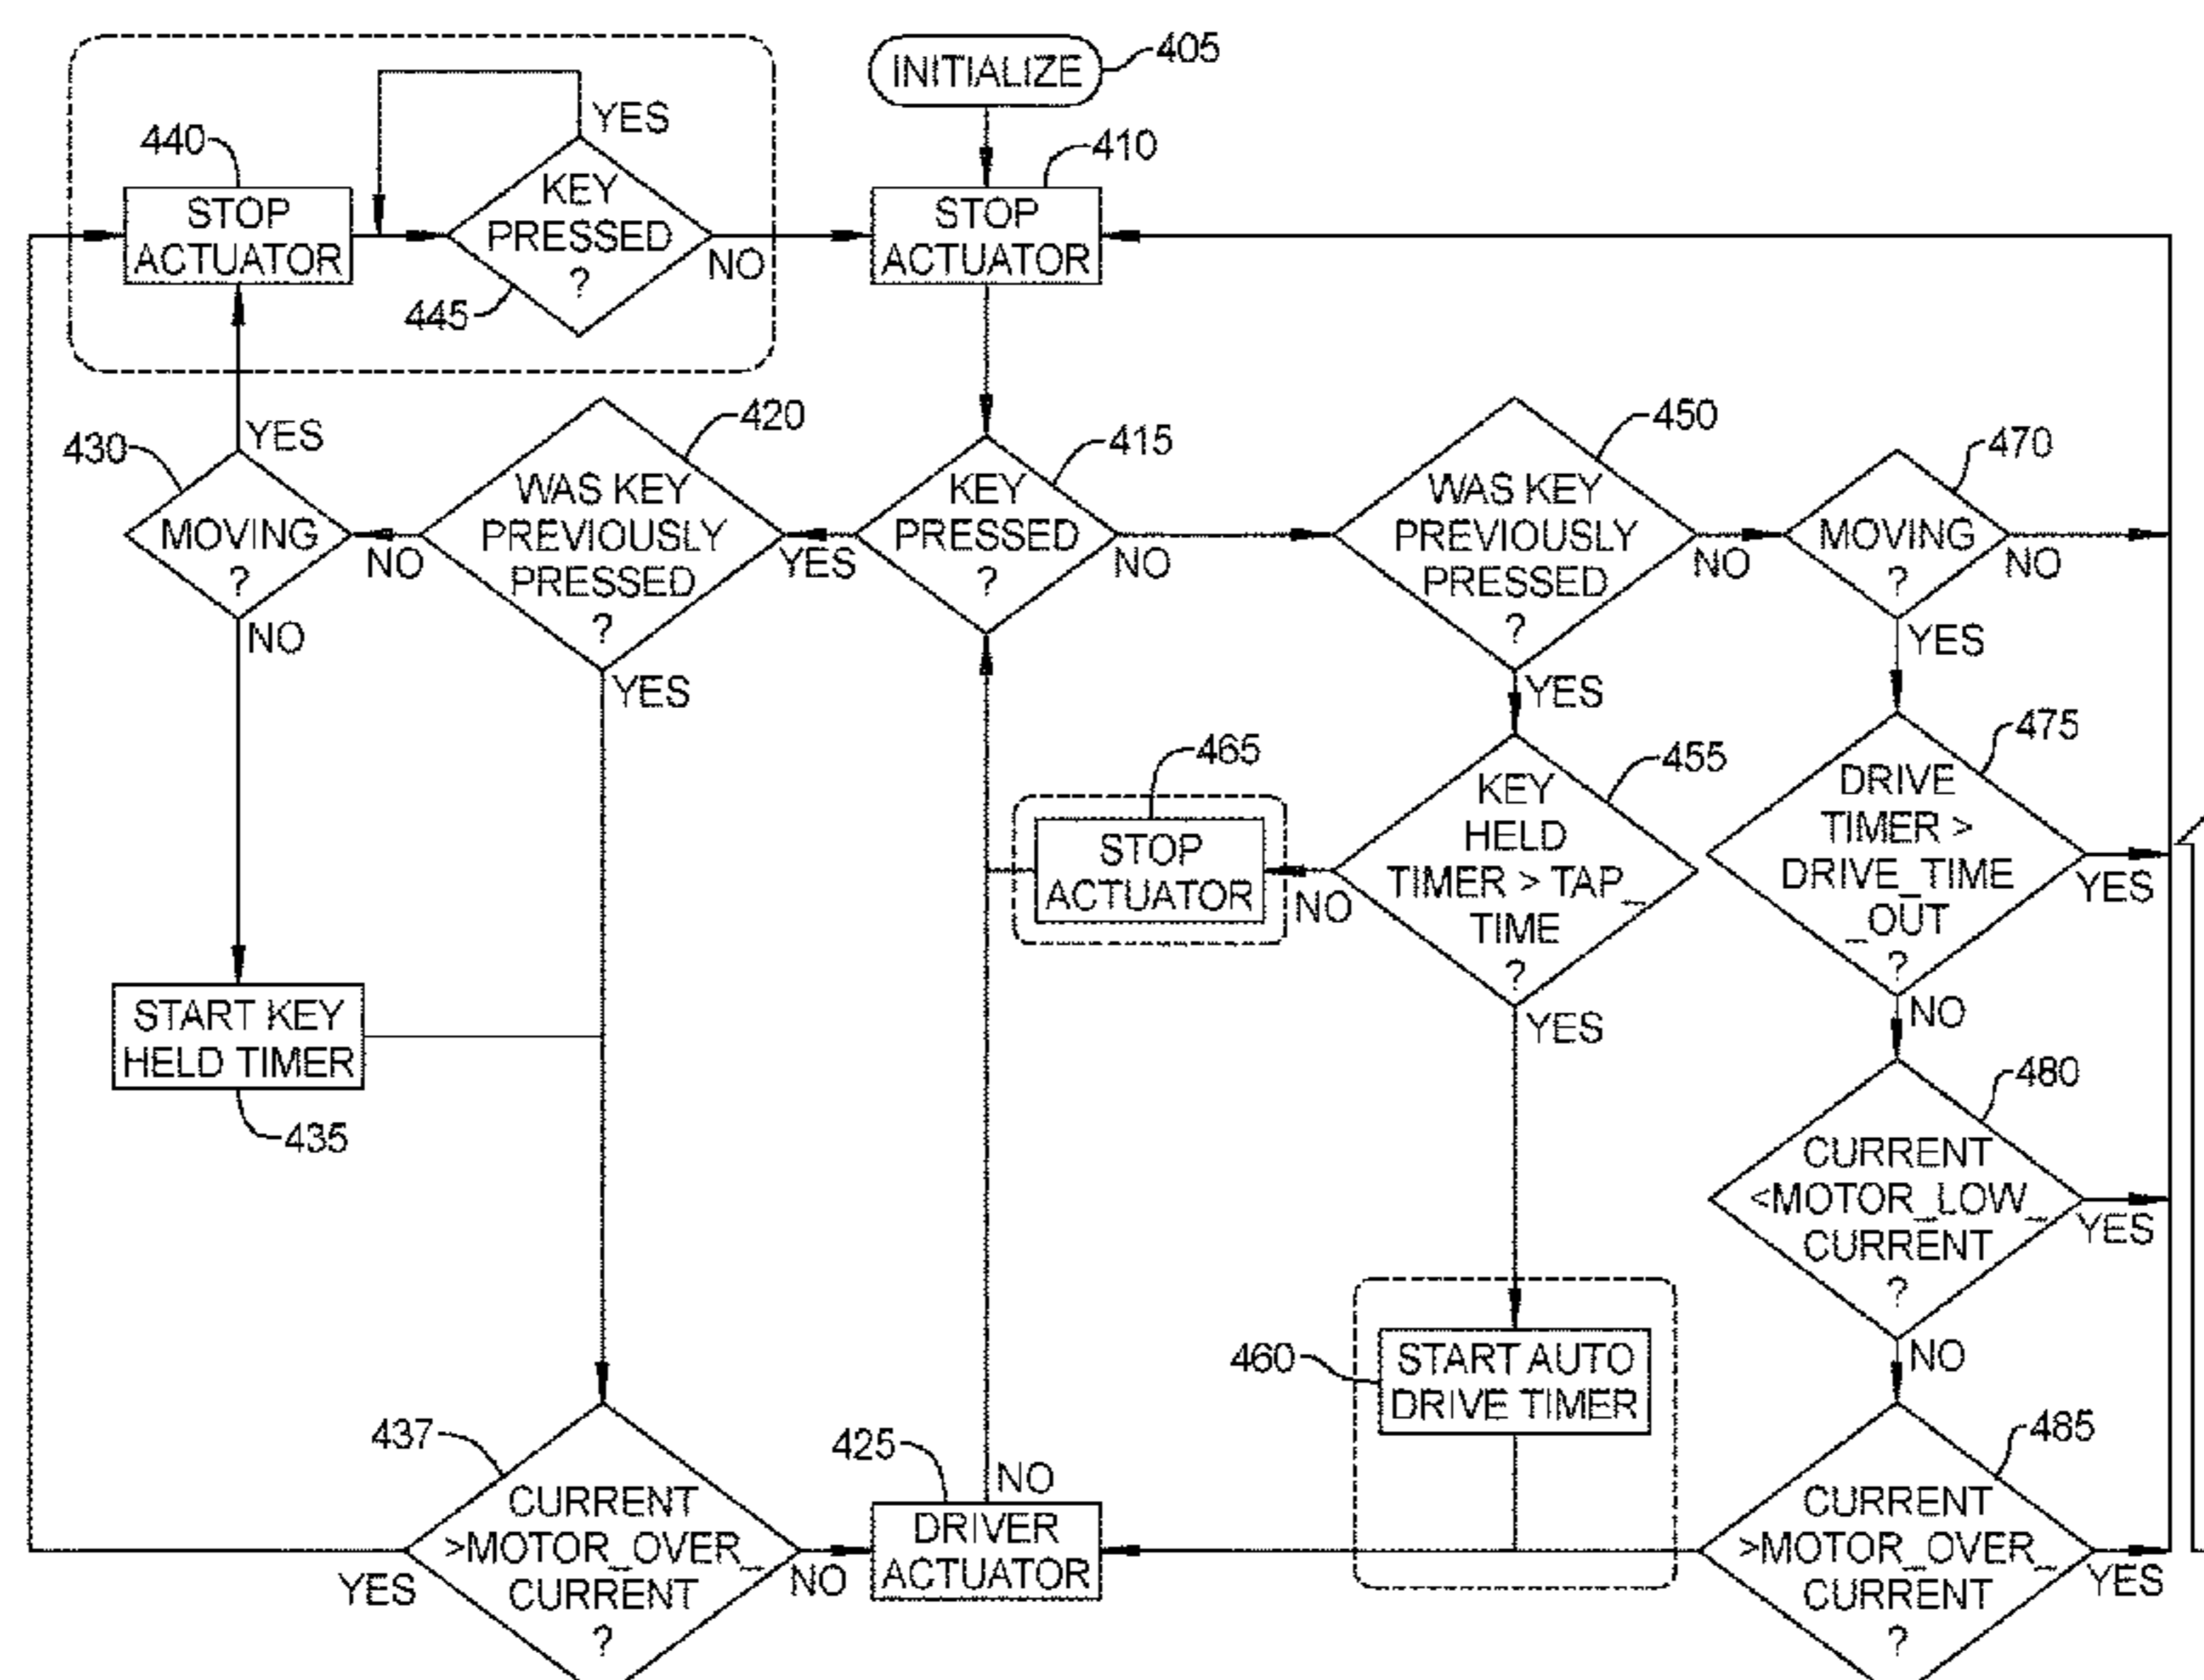 INITIALIZE
405
440
YES
KEY
PRESSED
?
445
NO
STOP
ACTUATOR
410
STOP
ACTUATOR
430
YES
MOVING
?
NO
NO
420
WAS KEY
PREVIOUSLY
PRESSED
?
YES
YES
415
KEY
PRESSED
?
NO
450
WAS KEY
PREVIOUSLY
PRESSED
?
NO
YES
470
MOVING
?
NO
YES
465
STOP
ACTUATOR
NO
455
KEY
HELD
TIMER > TAP_
TIME
?
YES
475
DRIVE
TIMER >
DRIVE_TIME
_OUT
?
YES
NO
START KEY
HELD TIMER
435
480
CURRENT
<MOTOR_LOW_
CURRENT
?
YES
NO
460
START AUTO
DRIVE TIMER
437
CURRENT
>MOTOR_OVER_
CURRENT
?
YES
NO
425
NO
DRIVER
ACTUATOR
485
CURRENT
>MOTOR_OVER_
CURRENT
?
YES